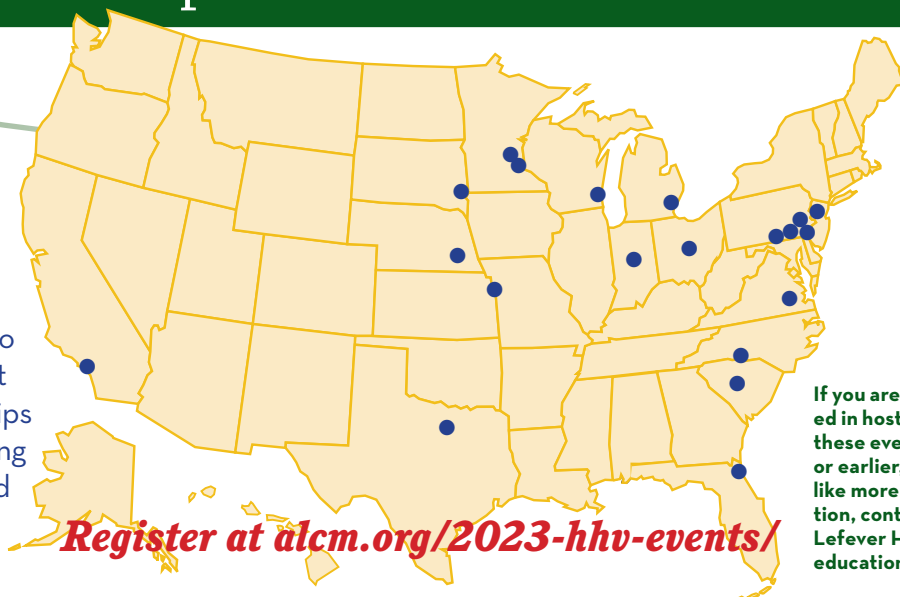 Register at alcm.org/2023-hhv-events/
If you are
ed in host
these eve
or earlier.
like more
tion, cont
Lefever H
education